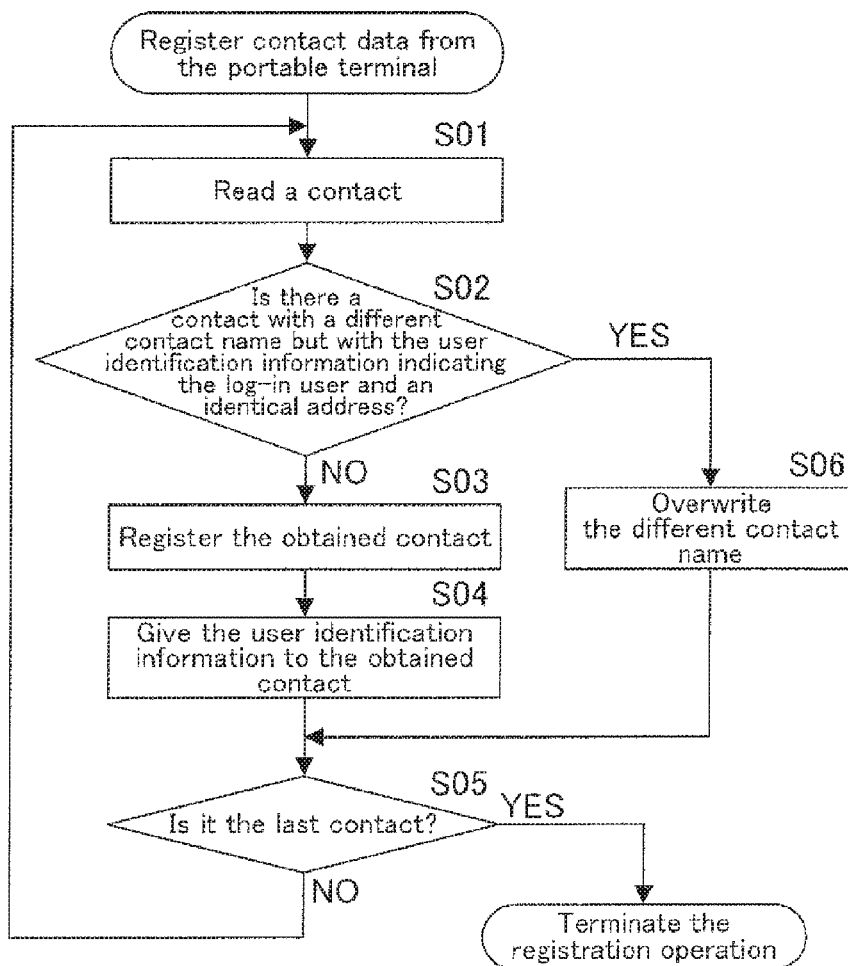 Register contact data from
the portable terminal
S01
Read a contact
S02
Is there a
contact with a different
contact name but with the user
identification information indicating
the log-in user and an
identical address?
YES
NO
S03
Register the obtained contact
S06
Overwrite
the different contact
name
S04
Give the user identification
information to the obtained
contact
S05
Is it the last contact?
YES
NO
Terminate the
registration operation